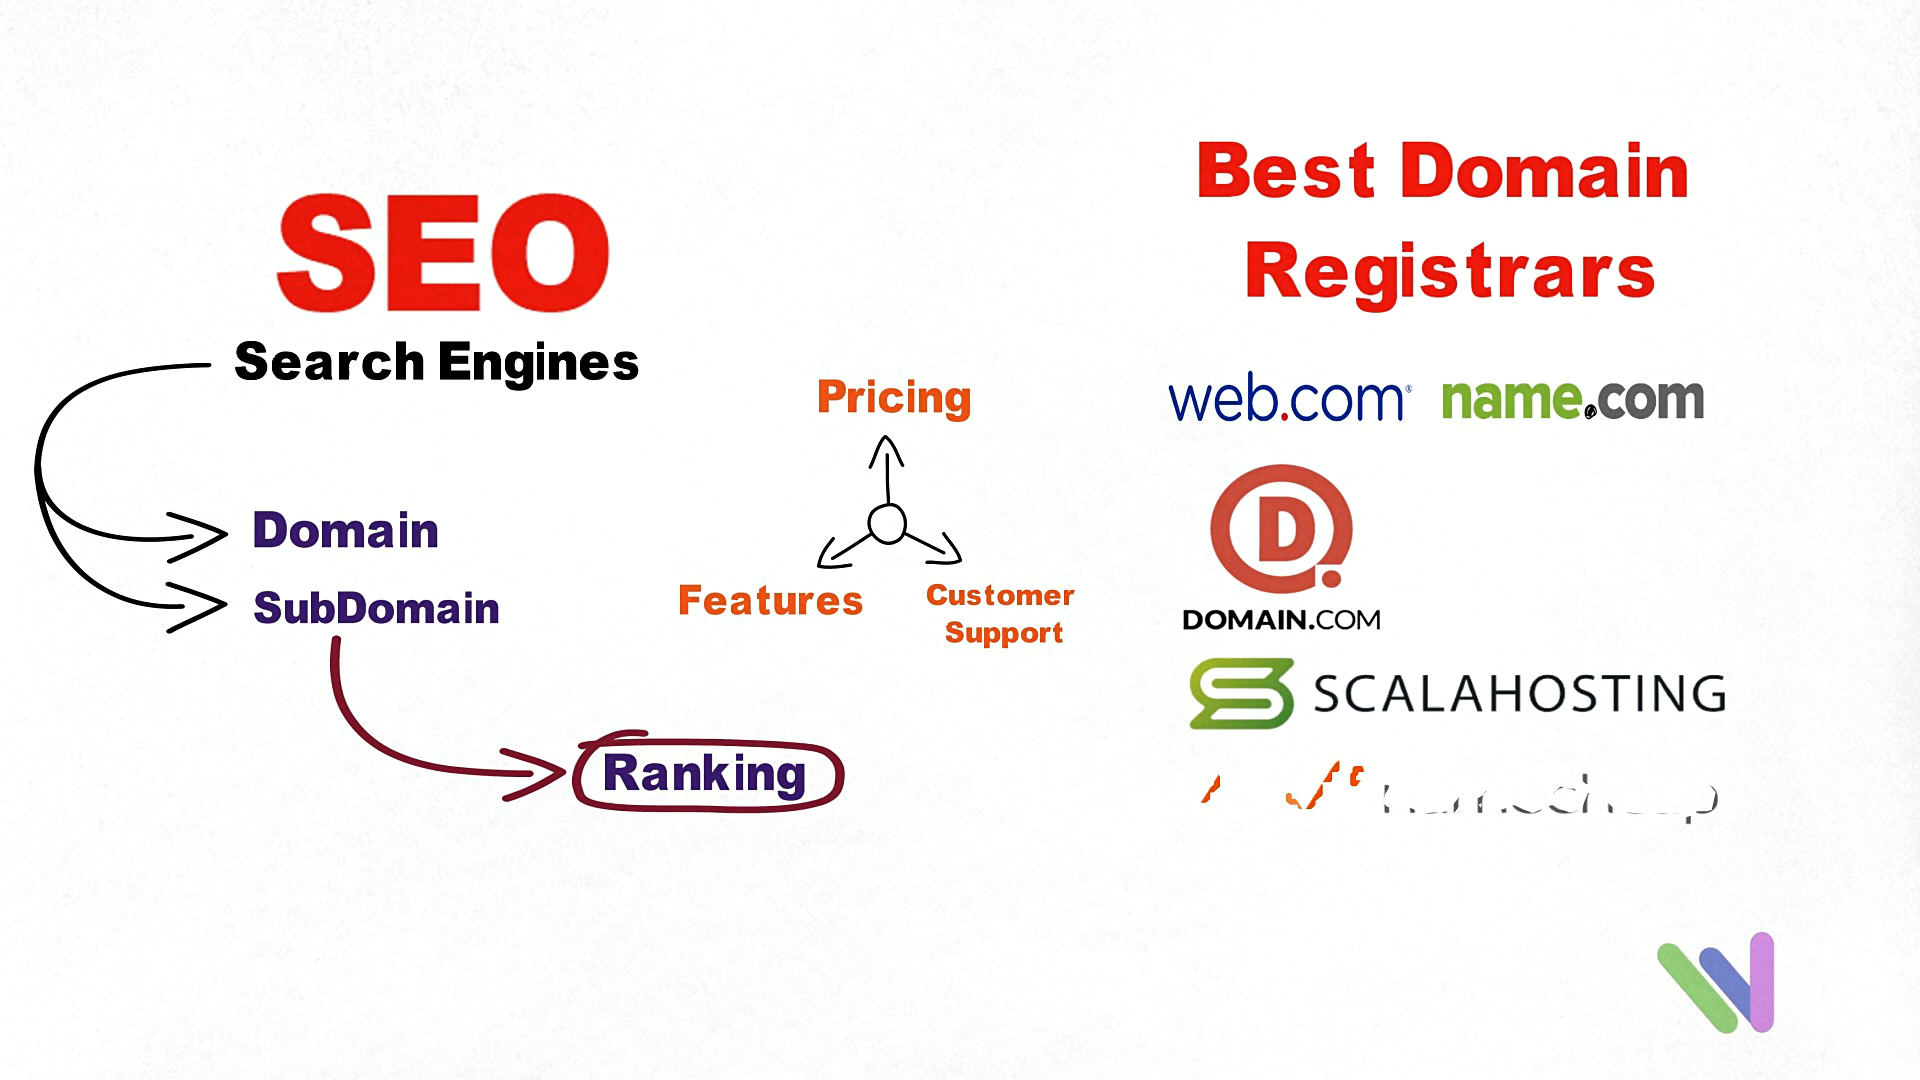 SEO
Search Engines
Domain
SubDomain
Ranking
Pricing
Features
Customer
Support
Best Domain
Registrars
web.com®
name.com
D
DOMAIN.COM
SCALAHOSTING